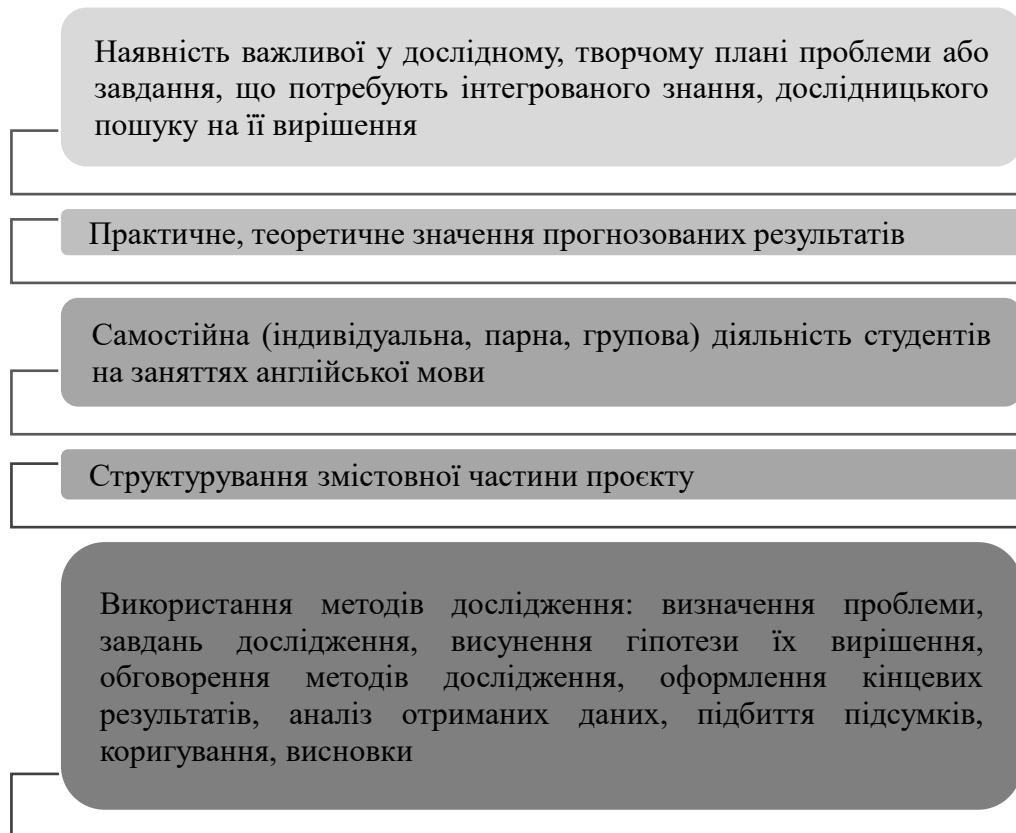 Наявність важливої у дослідному, творчому плані проблеми або
завдання, що потребують інтегрованого знання, дослідницького
пошуку на її вирішення
Практичне, теоретичне значення прогнозованих результатів
Самостійна (індивідуальна, парна, групова) діяльність студентів
на заняттях англійської мови
Структурування змістовної частини проєкту
Використання методів дослідження: визначення проблеми,
завдань дослідження, висунення гіпотези їх вирішення,
обговорення методів дослідження, оформлення кінцевих
результатів, аналіз отриманих даних, підбиття підсумків,
коригування, висновки